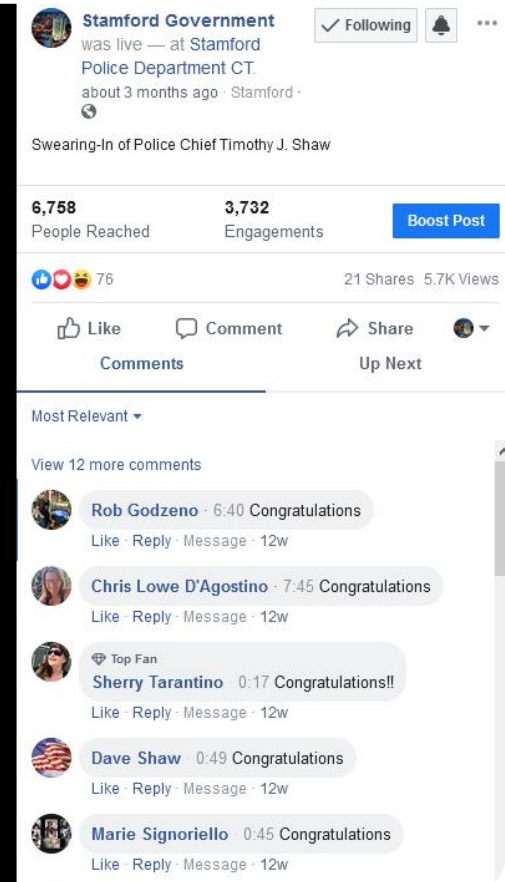 Stamford Government
Following
was live — at Stamford
Police Department CT.
about 3 months ago · Stamford ·
Swearing-In of Police Chief Timothy J. Shaw
6,758
People Reached
3,732
Engagements
Boost Post
76
21 Shares 5.7K Views
Like Comment Share
Comments Up Next
Most Relevant
View 12 more comments
Rob Godzeno · 6:40 Congratulations
Like · Reply · Message · 12w
Chris Lowe D'Agostino · 7:45 Congratulations
Like · Reply · Message · 12w
Top Fan
Sherry Tarantino · 0:17 Congratulations!!
Like · Reply · Message · 12w
Dave Shaw · 0:49 Congratulations
Like · Reply · Message · 12w
Marie Signoriello · 0:45 Congratulations
Like · Reply · Message · 12w